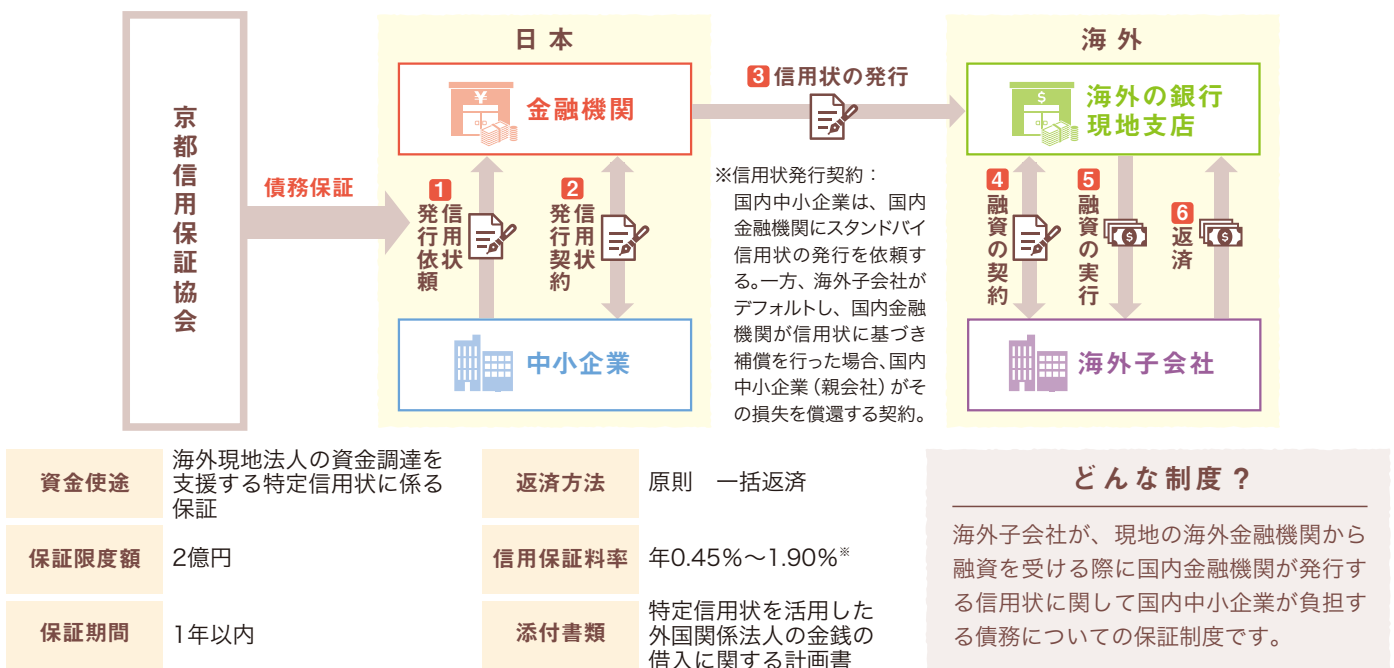 京都信用保証協会
債務保証
日本
¥
金融機関
1
信用状
発行依頼
2
信用状
発行契約
中小企業
3 信用状の発行
※信用状発行契約：
国内中小企業は、国内
金融機関にスタンドバイ
信用状の発行を依頼す
る。一方、海外子会社が
デフォルトし、国内金融
機関が信用状に基づき
補償を行った場合、国内
中小企業（親会社）がそ
の損失を償還する契約。
海外
$
海外の銀行
現地支店
4
融資の契約
5
融資の実行
$
6
返済
$
海外子会社
資金使途
海外現地法人の資金調達を
支援する特定信用状に係る
保証
保証限度額
2億円
保証期間
1年以内
返済方法
原則　一括返済
信用保証料率
年0.45%～1.90%※
添付書類
特定信用状を活用した
外国関係法人の金銭の
借入に関する計画書
どんな制度？
海外子会社が、現地の海外金融機関から
融資を受ける際に国内金融機関が発行す
る信用状に関して国内中小企業が負担す
る債務についての保証制度です。